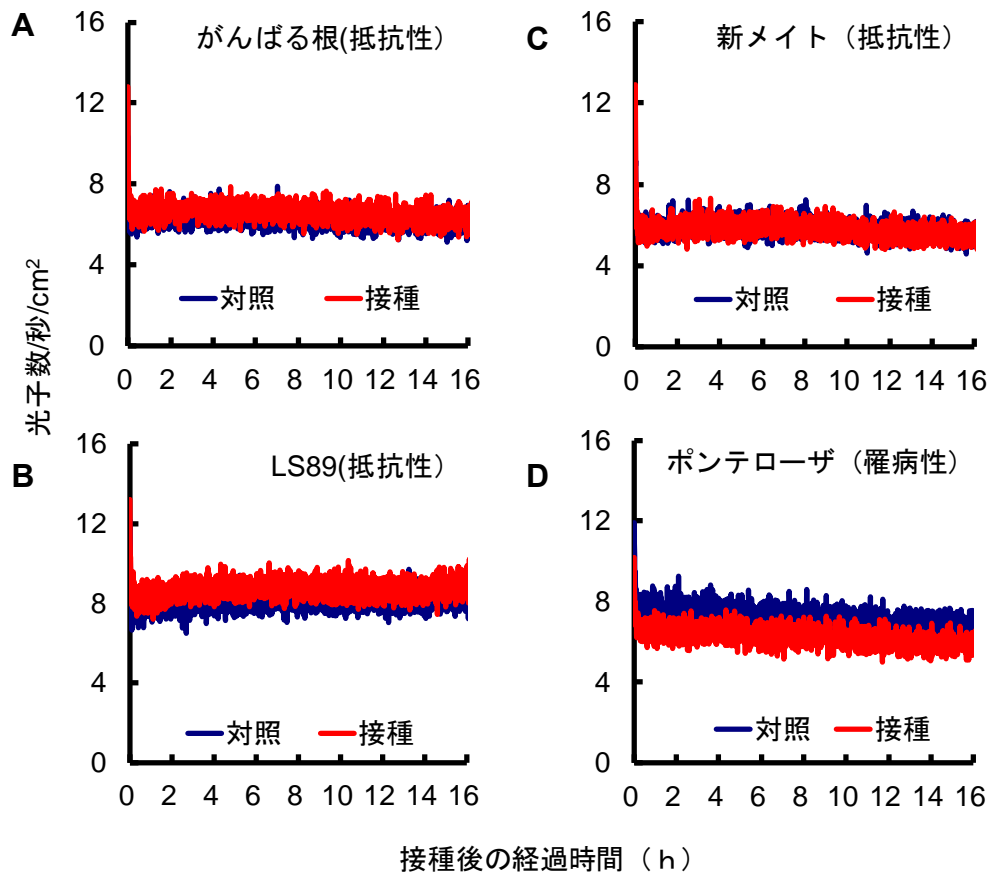 A
がんばる根(抵抗性）
16
12
8
4
0
対照
接種
0 2 4 6 8 10 12 14 16
C
新メイト（抵抗性）
16
12
8
4
0
対照
接種
0 2 4 6 8 10 12 14 16
光子数/秒/cm²
B
LS89(抵抗性）
16
12
8
4
0
対照
接種
0 2 4 6 8 10 12 14 16
D
ポンテローザ（罹病性）
16
12
8
4
0
対照
接種
0 2 4 6 8 10 12 14 16
接種後の経過時間（ｈ）